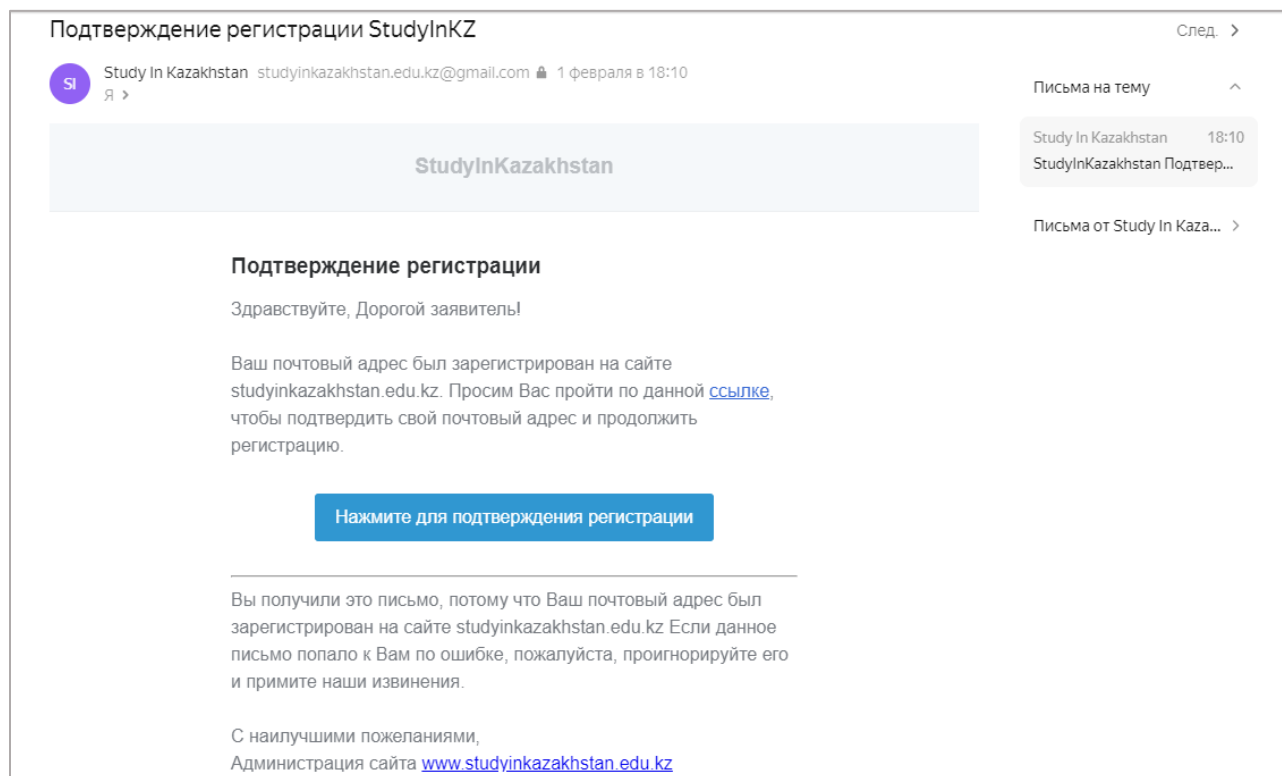 Подтверждение регистрации StudyInKZ
След.
SI
Study In Kazakhstan studyinkazakhstan.edu.kz@gmail.com 1 февраля в 18:10
Я
StudyInKazakhstan
Подтверждение регистрации
Здравствуйте, Дорогой заявитель!
Ваш почтовый адрес был зарегистрирован на сайте
studyinkazakhstan.edu.kz. Просим Вас пройти по данной ссылке,
чтобы подтвердить свой почтовый адрес и продолжить
регистрацию.
Нажмите для подтверждения регистрации
Вы получили это письмо, потому что Ваш почтовый адрес был
зарегистрирован на сайте studyinkazakhstan.edu.kz Если данное
письмо попало к Вам по ошибке, пожалуйста, проигнорируйте его
и примите наши извинения.
С наилучшими пожеланиями,
Администрация сайта www.studyinkazakhstan.edu.kz
Письма на тему
Study In Kazakhstan 18:10
StudyInKazakhstan Подтвер...
Письма от Study In Kaza...